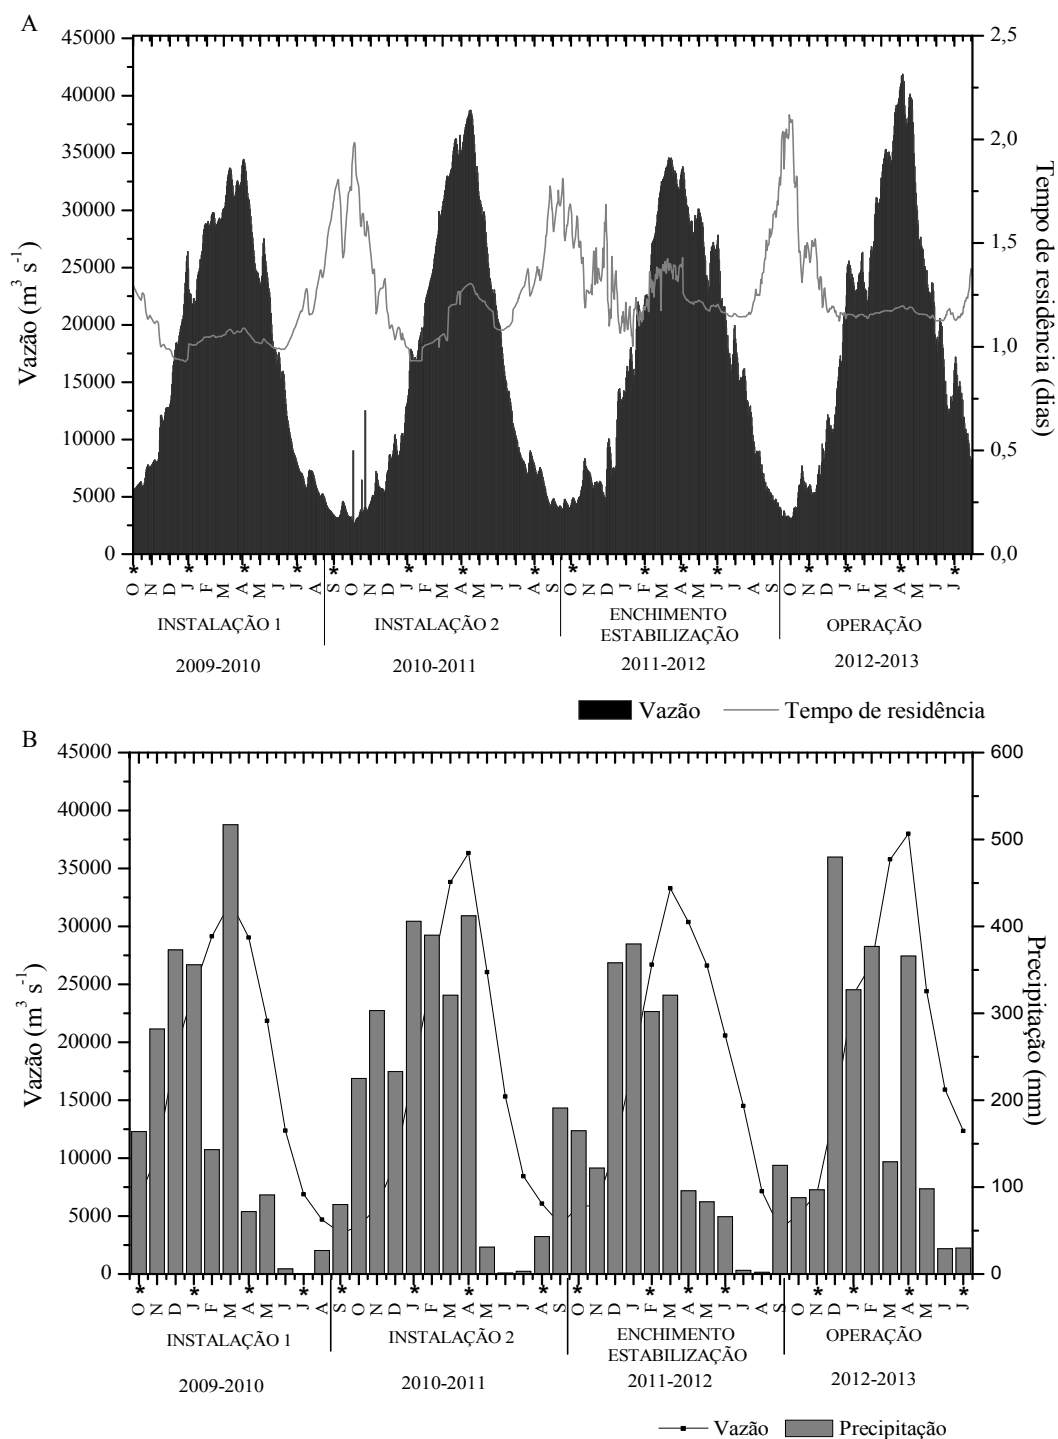 A
45000
40000
35000
30000
25000
20000
15000
10000
5000
0
Vazão (m³ s⁻¹)
2,5
2,0
1,5
1,0
0,5
0,0
Tempo de residência (dias)
O* N D J* F M A* M J J* A S* O N D J* F M A* M J J A* S O* N D J F* M A* M J* J A S O N* D J* F M A* M J J*
INSTALAÇÃO 1
INSTALAÇÃO 2
ENCHIMENTO
ESTABILIZAÇÃO
OPERAÇÃO
2009-2010
2010-2011
2011-2012
2012-2013
Vazão
Tempo de residência
B
45000
40000
35000
30000
25000
20000
15000
10000
5000
0
Vazão (m³ s⁻¹)
600
500
400
300
200
100
0
Precipitação (mm)
O* N D J* F M A* M J J* A S* O N D J* F M A* M J J A* S O* N D J F* M A* M J* J A S O N* D J* F M A* M J J*
INSTALAÇÃO 1
INSTALAÇÃO 2
ENCHIMENTO
ESTABILIZAÇÃO
OPERAÇÃO
2009-2010
2010-2011
2011-2012
2012-2013
Vazão
Precipitação